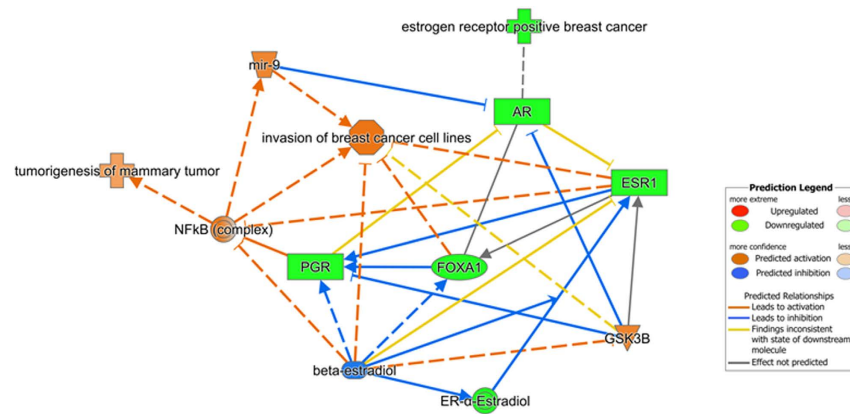 estrogen receptor positive breast cancer
mir-9
AR
invasion of breast cancer cell lines
tumorigenesis of mammary tumor
ESR1
NFkB (complex)
PGR
FOXA1
GSK3B
beta-estradiol
ER-α-Estradiol
Prediction Legend
more extreme less
Upregulated
Downregulated
more confidence less
Predicted activation
Predicted inhibition
Predicted Relationships
Leads to activation
Leads to inhibition
Findings inconsistent
with state of downstream
molecule
Effect not predicted